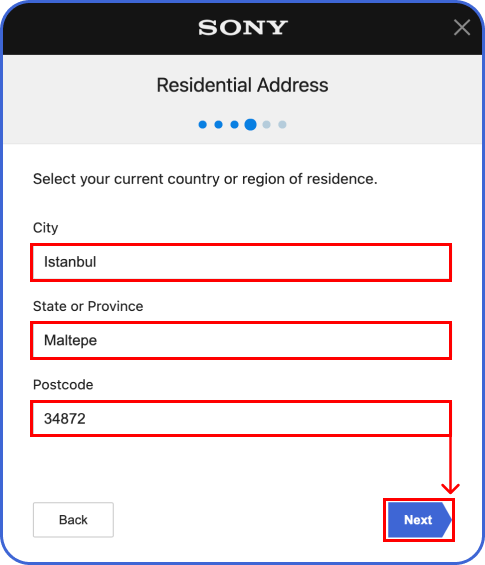 SONY
Residential Address
Select your current country or region of residence.
City
Istanbul
State or Province
Maltepe
Postcode
34872
Back
Next